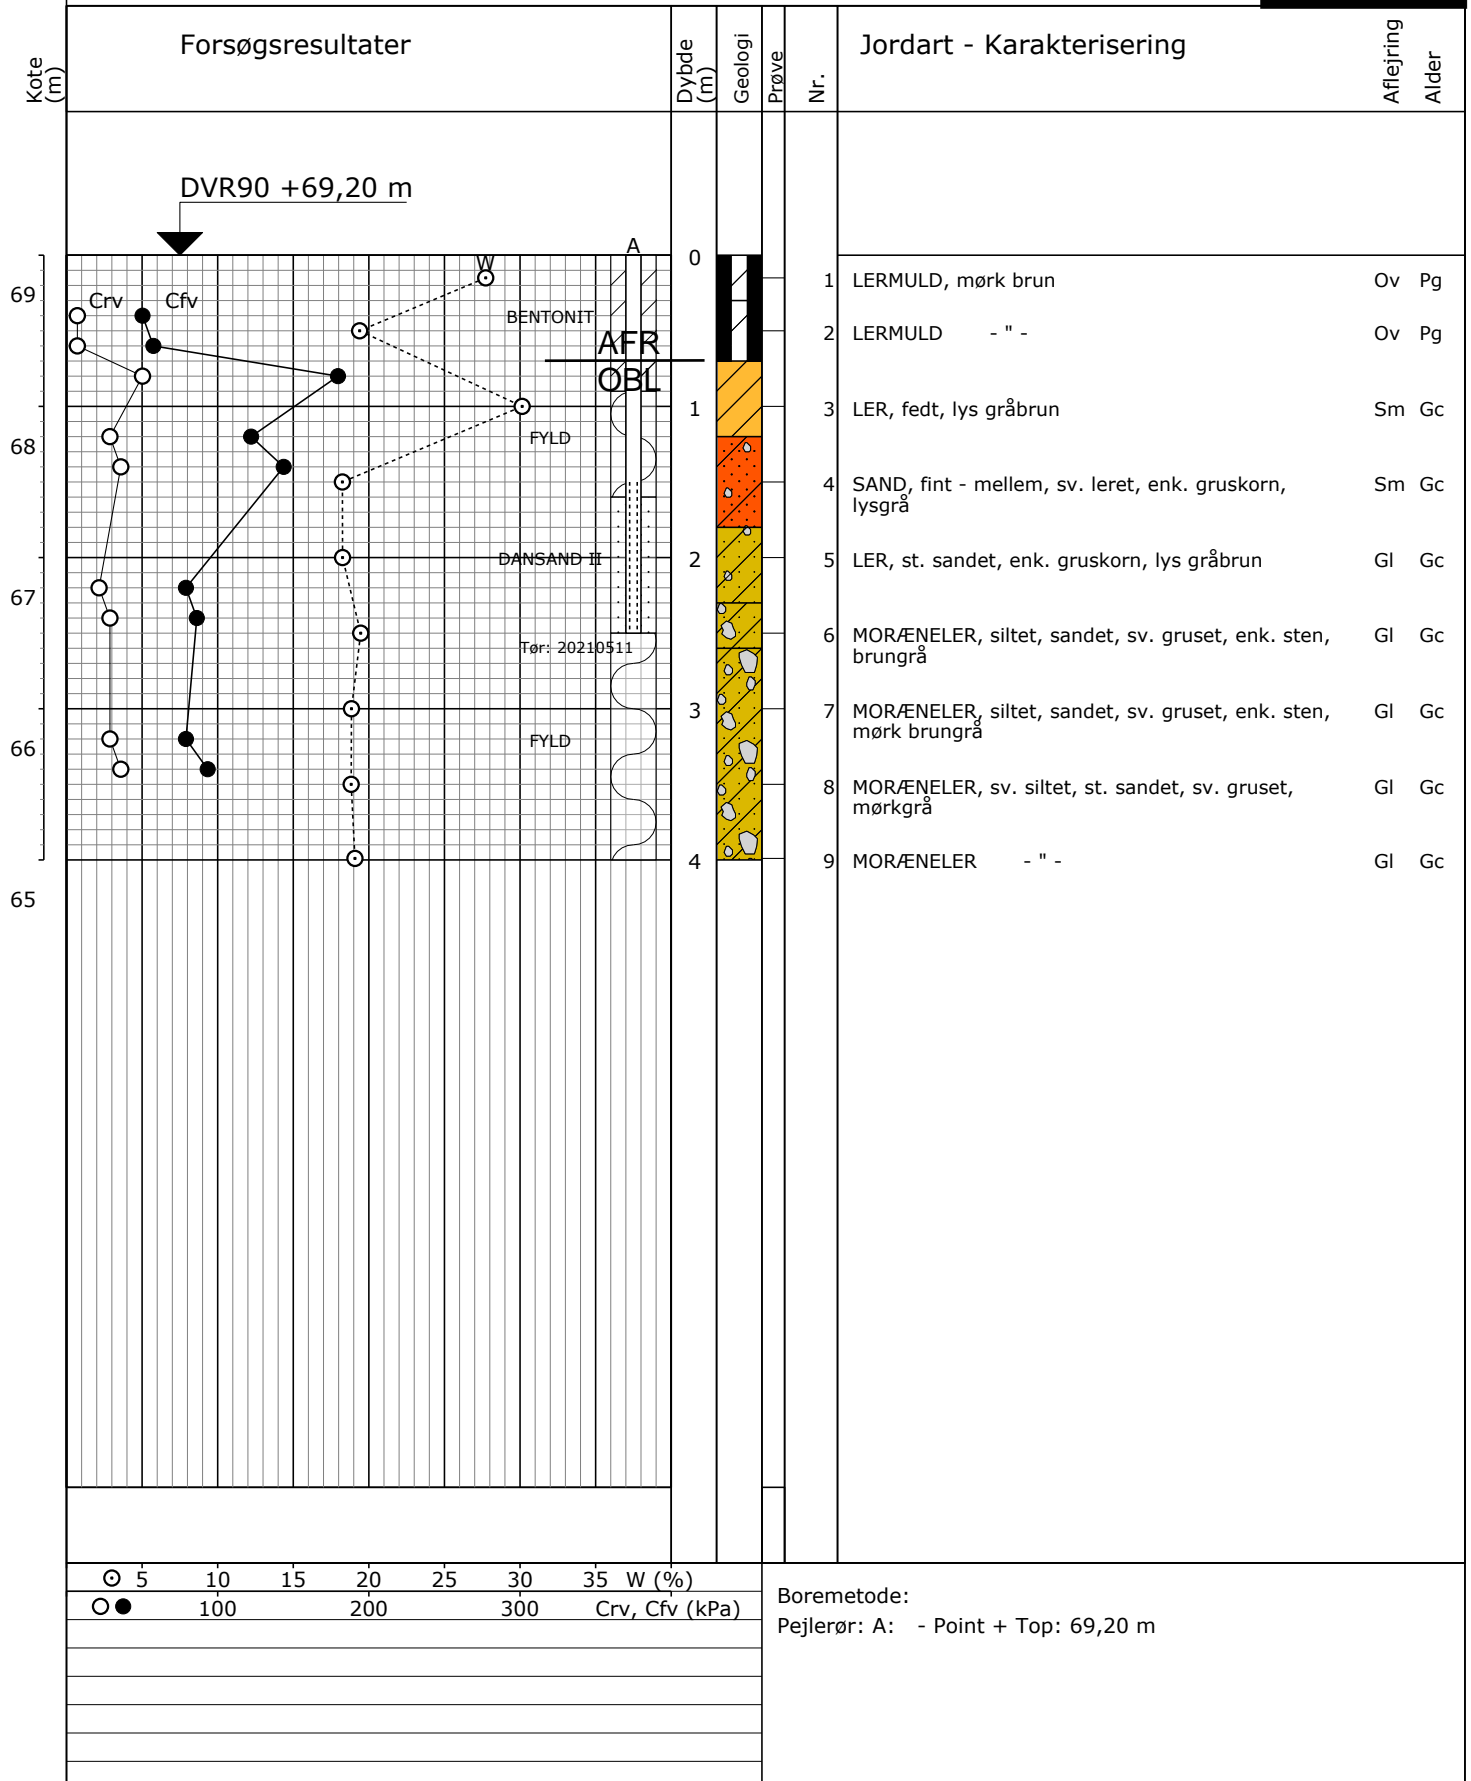 Kote (m)
Forsøgsresultater
Dybde (m)
Geologi
Prøve
Nr.
Jordart - Karakterisering
Aflejring
Alder
DVR90 +69,20 m
A
W
0
69
Crv
Cfv
BENTONIT
AFR
OBL
1 LERMULD, mørk brun Ov Pg
2 LERMULD - " - Ov Pg
1
3 LER, fedt, lys gråbrun Sm Gc
FYLD
68
4 SAND, fint - mellem, sv. leret, enk. gruskorn, Sm Gc
lysgrå
DANSAND II
2
5 LER, st. sandet, enk. gruskorn, lys gråbrun Gl Gc
67
Tør: 20210511
6 MORÆNELER, siltet, sandet, sv. gruset, enk. sten, Gl Gc
brungrå
3
7 MORÆNELER, siltet, sandet, sv. gruset, enk. sten, Gl Gc
mørk brungrå
FYLD
66
8 MORÆNELER, sv. siltet, st. sandet, sv. gruset, Gl Gc
mørkgrå
4
9 MORÆNELER - " - Gl Gc
65
5 10 15 20 25 30 35 W (%)
100 200 300 Crv, Cfv (kPa)
Boremetode:
Pejlerør: A: - Point + Top: 69,20 m